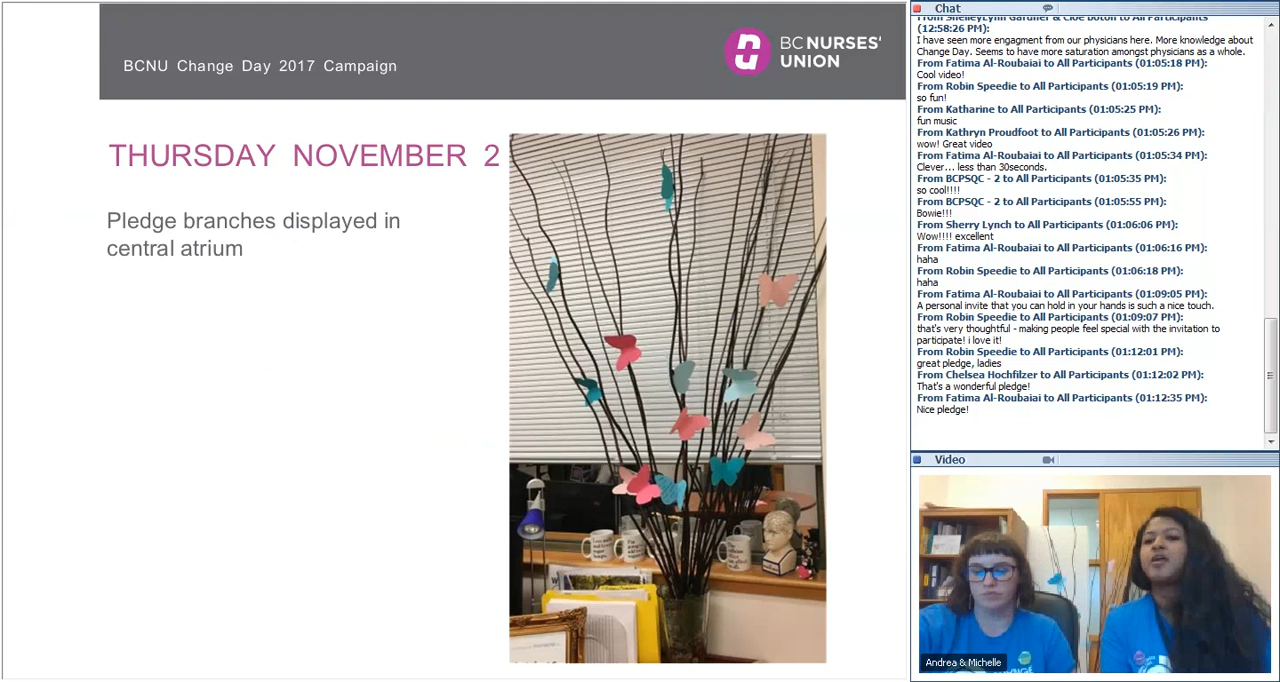 BCNU Change Day 2017 Campaign
BC NURSES'
UNION
THURSDAY NOVEMBER 2
Pledge branches displayed in
central atrium
Chat
From ShelleyLynn Gardner & Cloe Boton to All Participants
(12:58:26 PM):
I have seen more engagment from our physicians here. More knowledge about
Change Day. Seems to have more saturation amongst physicians as a whole.
From Fatima Al-Roubaiai to All Participants (01:05:18 PM):
Cool video!
From Robin Speedie to All Participants (01:05:19 PM):
so fun!
From Katharine to All Participants (01:05:25 PM):
fun music
From Kathryn Proudfoot to All Participants (01:05:26 PM):
wow! Great video
From Fatima Al-Roubaiai to All Participants (01:05:34 PM):
Clever... less than 30seconds.
From BCPSQC - 2 to All Participants (01:05:35 PM):
so cool!!!!
From BCPSQC - 2 to All Participants (01:05:55 PM):
Bowie!!!
From Sherry Lynch to All Participants (01:06:06 PM):
Wow!!!! excellent
From Fatima Al-Roubaiai to All Participants (01:06:16 PM):
haha
From Robin Speedie to All Participants (01:06:18 PM):
haha
From Fatima Al-Roubaiai to All Participants (01:09:05 PM):
A personal invite that you can hold in your hands is such a nice touch.
From Robin Speedie to All Participants (01:09:07 PM):
that's very thoughtful - making people feel special with the invitation to
participate! i love it!
From Robin Speedie to All Participants (01:12:01 PM):
great pledge, ladies
From Chelsea Hochfilzer to All Participants (01:12:02 PM):
That's a wonderful pledge!
From Fatima Al-Roubaiai to All Participants (01:12:35 PM):
Nice pledge!
Video
Andrea & Michelle